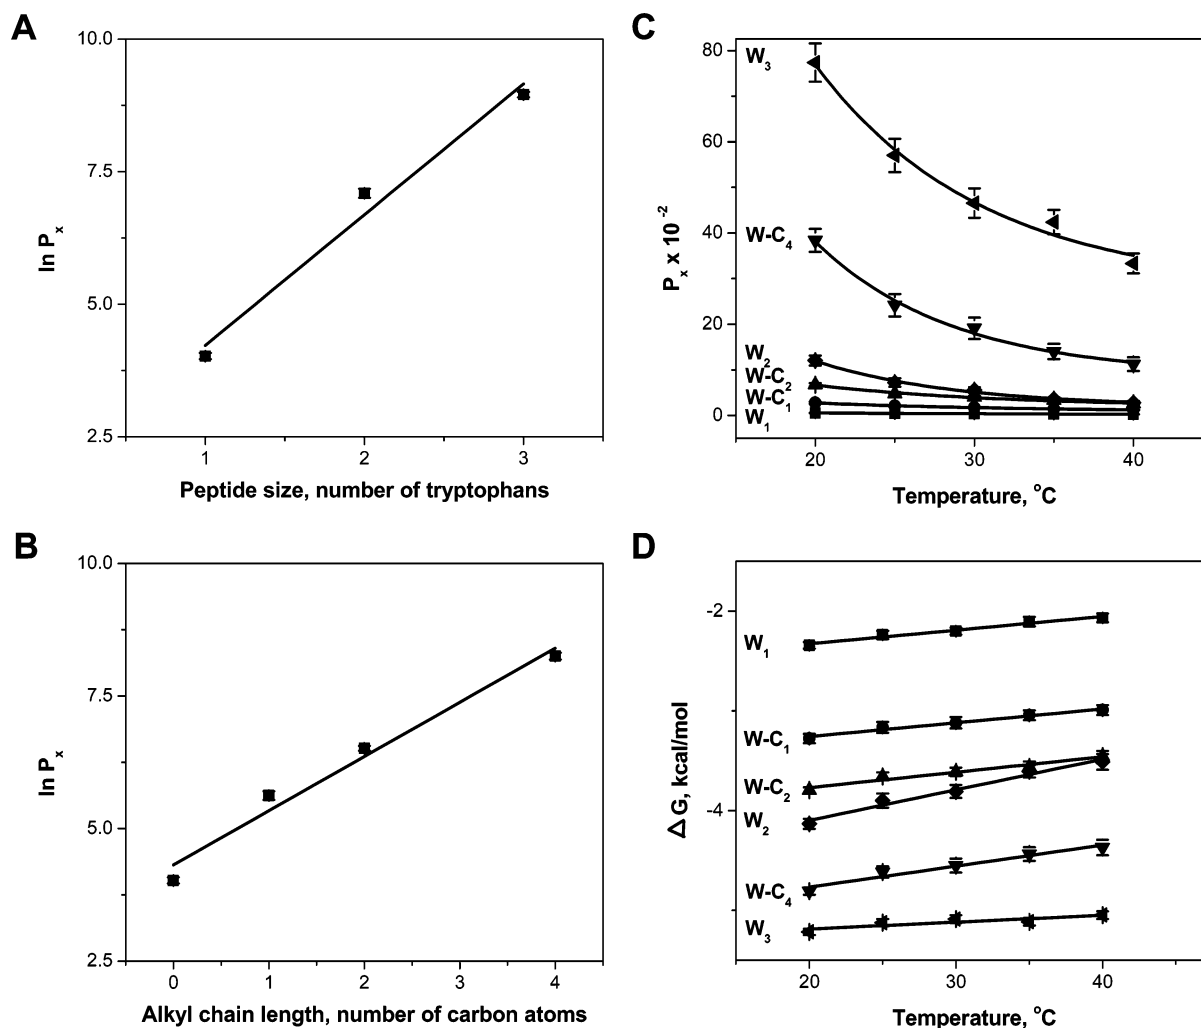 A
10.0
7.5
5.0
2.5
ln Pₓ
1
2
3
Peptide size, number of tryptophans
B
10.0
7.5
5.0
2.5
ln Pₓ
0
1
2
3
4
Alkyl chain length, number of carbon atoms
C
80
60
40
20
0
Pₓ x 10⁻²
W₃
W-C₄
W₂
W-C₂
W-C₁
W₁
20
30
40
Temperature, °C
D
-2
-4
△G, kcal/mol
W₁
W-C₁
W-C₂
W₂
W-C₄
W₃
20
25
30
35
40
Temperature, °C